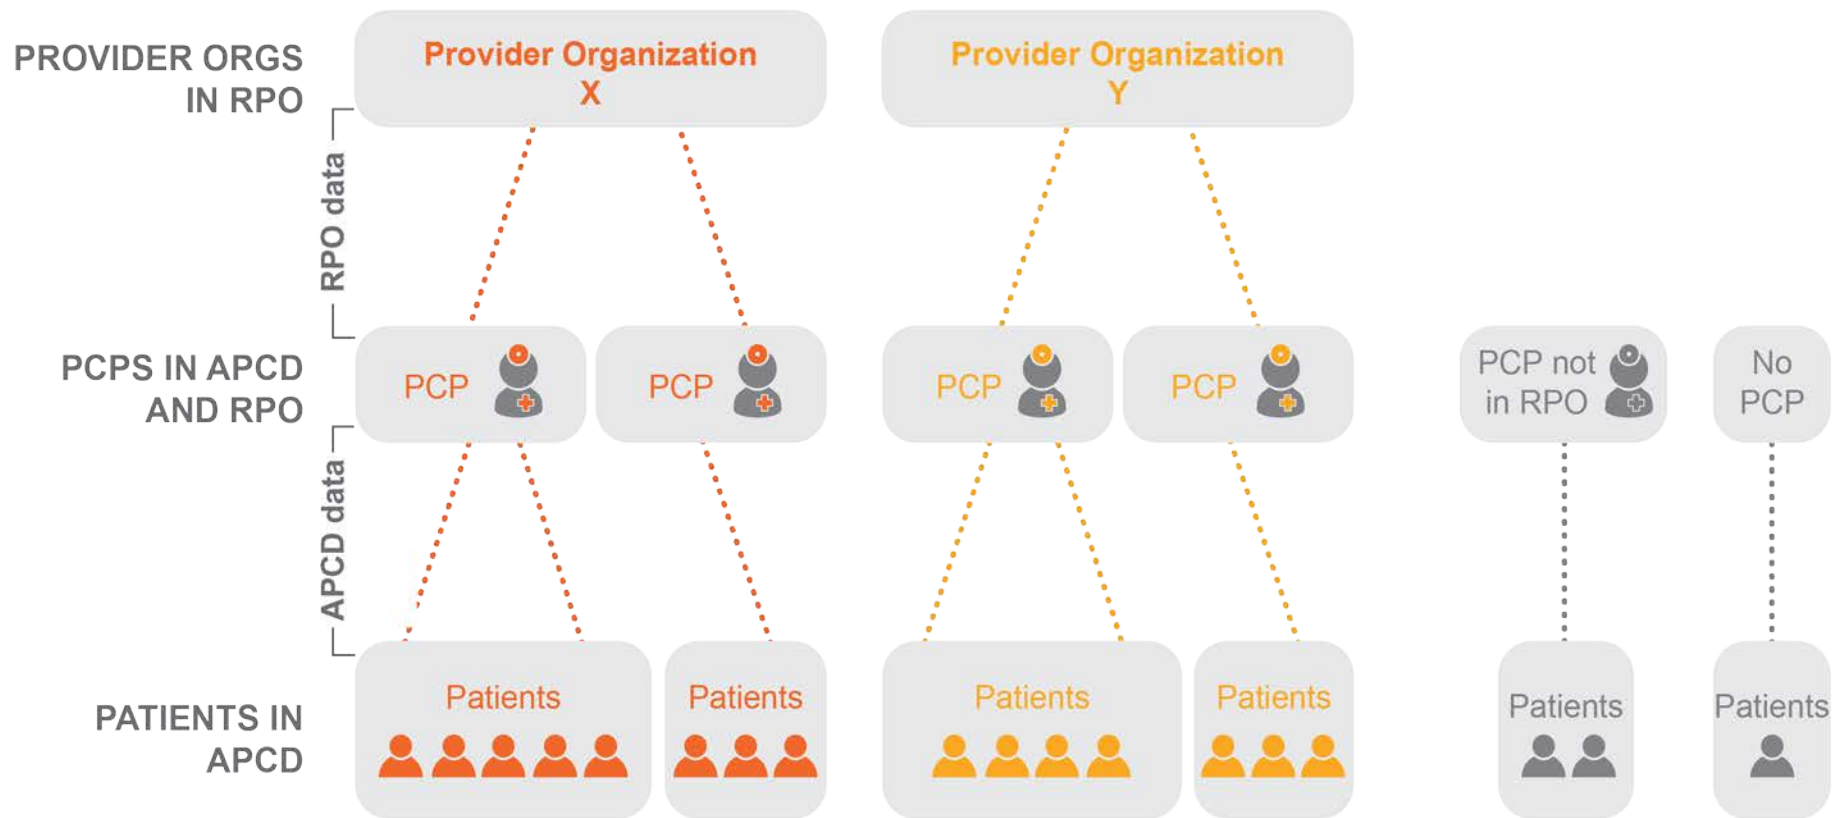 PROVIDER ORGS
IN RPO
Provider Organization
X
Provider Organization
Y
RPO data
PCPS IN APCD
AND RPO
PCP
PCP
PCP
PCP
PCP not
in RPO
No
PCP
APCD data
PATIENTS IN
APCD
Patients
Patients
Patients
Patients
Patients
Patients